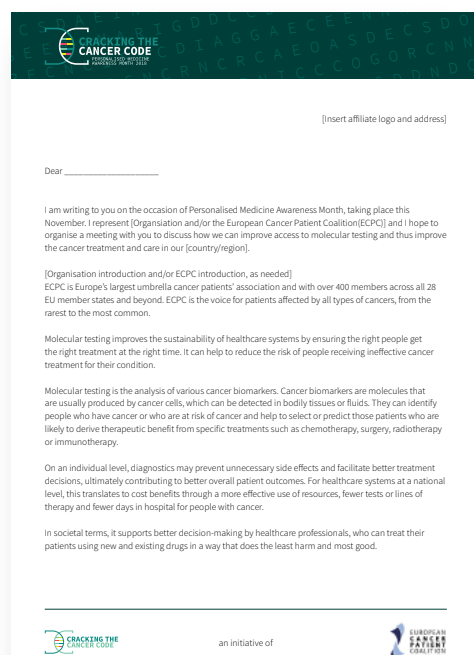 CRACKING THE
CANCER CODE
PERSONALISED MEDICINE
AWARENESS MONTH 2018
[Insert affiliate logo and address]
Dear ____________________
I am writing to you on the occasion of Personalised Medicine Awareness Month, taking place this
November. I represent [Organsiation and/or the European Cancer Patient Coalition(ECPC)] and I hope to
organise a meeting with you to discuss how we can improve access to molecular testing and thus improve
the cancer treatment and care in our [country/region].
[Organisation introduction and/or ECPC introduction, as needed]
ECPC is Europe's largest umbrella cancer patients' association and with over 400 members across all 28
EU member states and beyond. ECPC is the voice for patients affected by all types of cancers, from the
rarest to the most common.
Molecular testing improves the sustainability of healthcare systems by ensuring the right people get
the right treatment at the right time. It can help to reduce the risk of people receiving ineffective cancer
treatment for their condition.
Molecular testing is the analysis of various cancer biomarkers. Cancer biomarkers are molecules that
are usually produced by cancer cells, which can be detected in bodily tissues or fluids. They can identify
people who have cancer or who are at risk of cancer and help to select or predict those patients who are
likely to derive therapeutic benefit from specific treatments such as chemotherapy, surgery, radiotherapy
or immunotherapy.
On an individual level, diagnostics may prevent unnecessary side effects and facilitate better treatment
decisions, ultimately contributing to better overall patient outcomes. For healthcare systems at a national
level, this translates to cost benefits through a more effective use of resources, fewer tests or lines of
therapy and fewer days in hospital for people with cancer.
In societal terms, it supports better decision-making by healthcare professionals, who can treat their
patients using new and existing drugs in a way that does the least harm and most good.
CRACKING THE
CANCER CODE
an initiative of
EUROPEAN
CANCER
PATIENT
COALITION